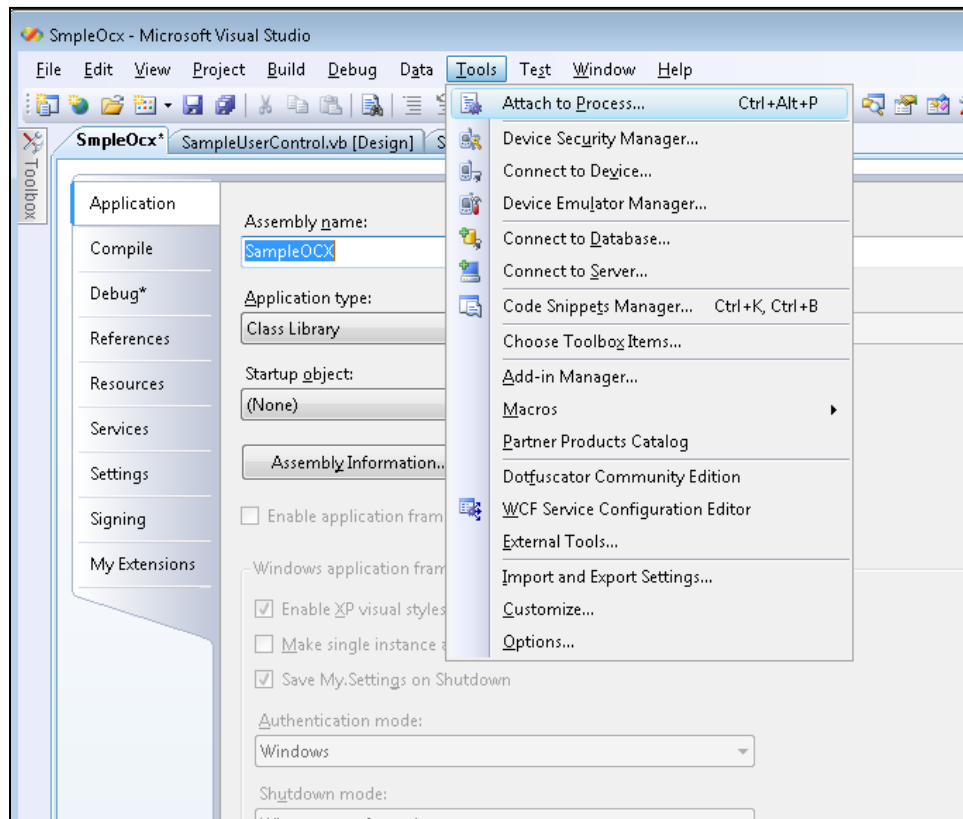 SmpleOcx - Microsoft Visual Studio
File Edit View Project Build Debug Data Tools Test Window Help
SmpleOcx* SampleUserControl.vb [Design] S
Toolbox
Application
Compile
Debug*
References
Resources
Services
Settings
Signing
My Extensions
Assembly name:
SampleOCX
Application type:
Class Library
Startup object:
(None)
Assembly Information..
Enable application fram
Windows application fram
Enable XP visual styles
Make single instance a
Save My.Settings on Shutdown
Authentication mode:
Windows
Shutdown mode:
Attach to Process... Ctrl+Alt+P
Device Security Manager...
Connect to Device...
Device Emulator Manager...
Connect to Database...
Connect to Server...
Code Snippets Manager... Ctrl+K, Ctrl+B
Choose Toolbox Items...
Add-in Manager...
Macros
Partner Products Catalog
Dotfuscator Community Edition
WCF Service Configuration Editor
External Tools...
Import and Export Settings...
Customize...
Options...